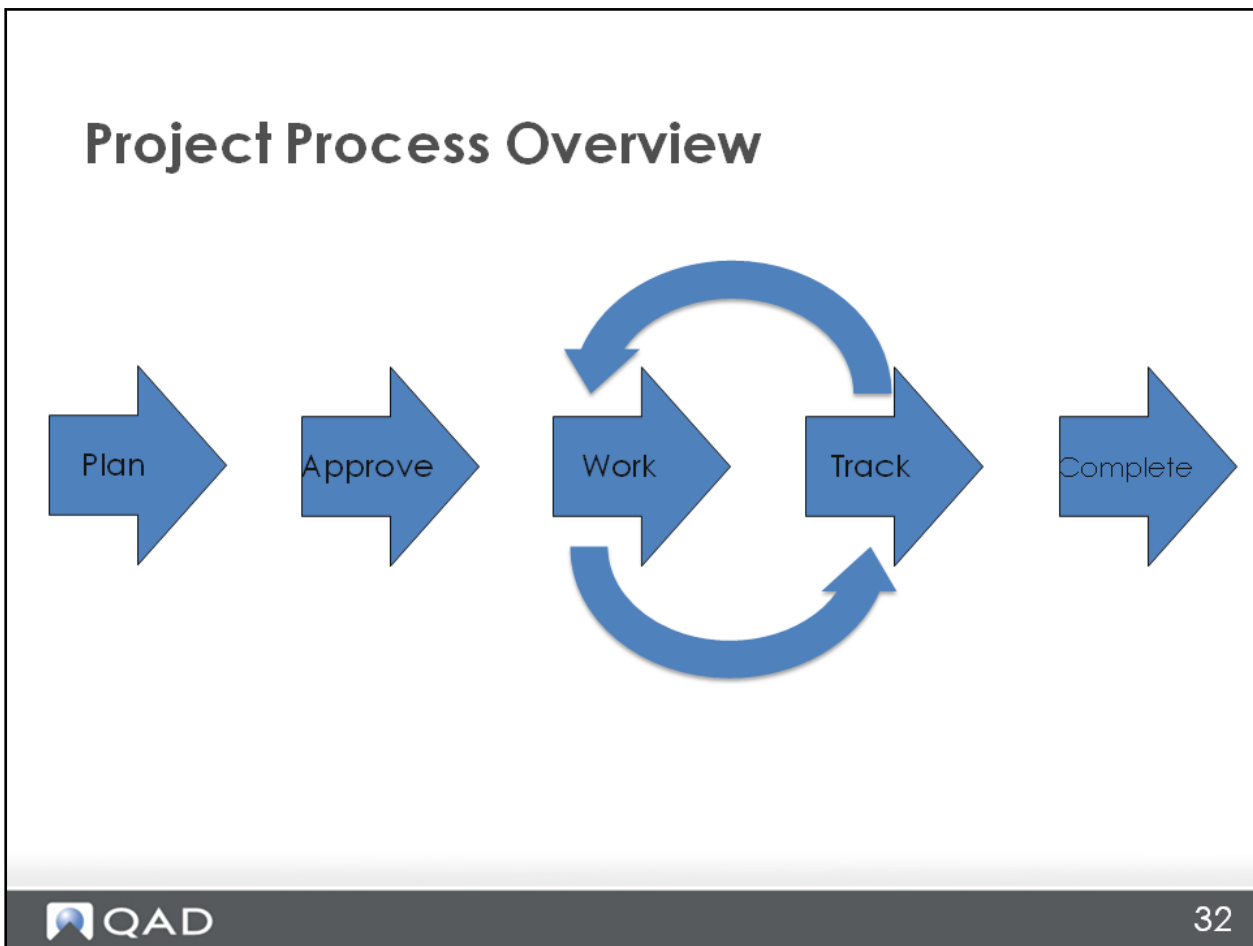 Project Process Overview
Plan
Approve
Work
Track
Complete
QAD
32